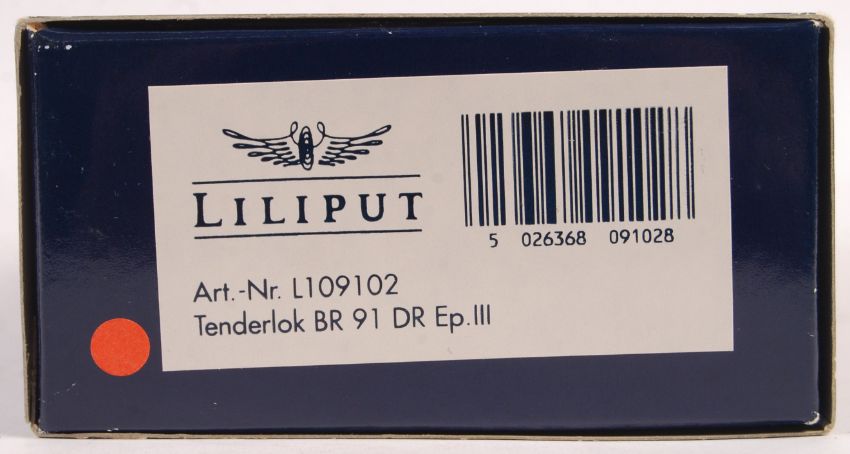 LILIPUT
5 026368 091028
Art.-Nr. L109102
Tenderlok BR 91 DR Ep.III